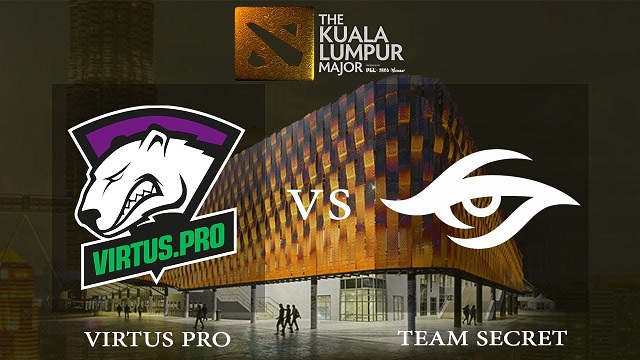 THE
KUALA
LUMPUR
MAJOR
VIRTUS.PRO
VS
VIRTUS PRO
TEAM SECRET